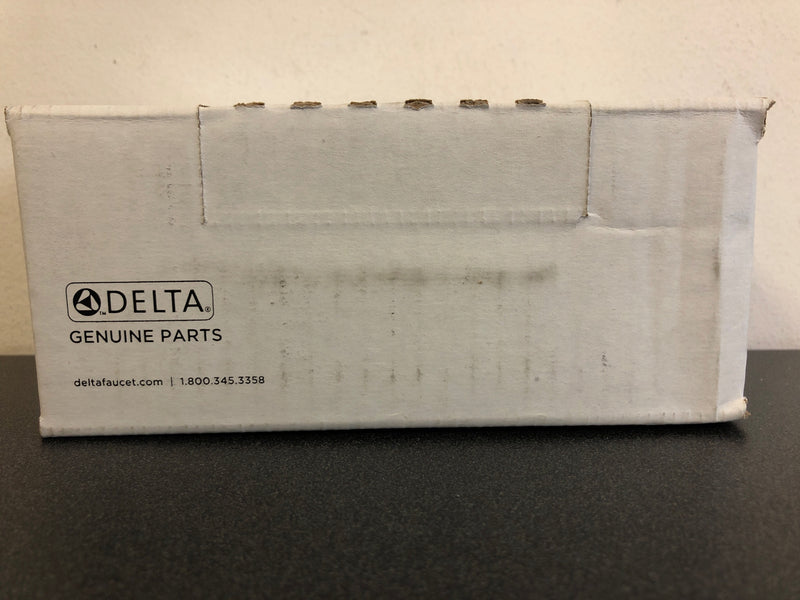 DELTA®
GENUINE PARTS
deltafaucet.com | 1.800.345.3358